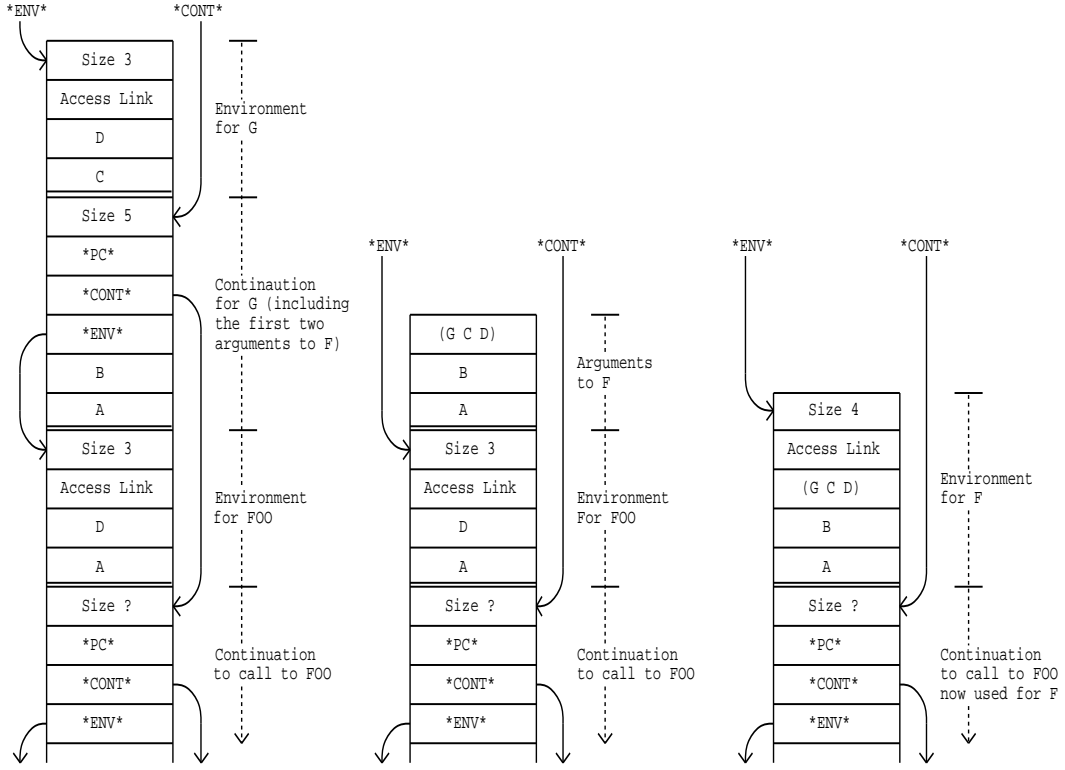 *ENV*
*CONT*
Size 3
Access Link
D
C
Size 5
*PC*
*CONT*
*ENV*
B
A
Size 3
Access Link
D
A
Size ?
*PC*
*CONT*
*ENV*
Environment
for G
Continaution
for G (including
the first two
arguments to F)
Environment
for FOO
Continuation
to call to FOO
*ENV*
*CONT*
(G C D)
B
A
Size 3
Access Link
D
A
Size ?
*PC*
*CONT*
*ENV*
Arguments
to F
Environment
For FOO
Continuation
to call to FOO
*ENV*
*CONT*
Size 4
Access Link
(G C D)
B
A
Size ?
*PC*
*CONT*
*ENV*
Environment
for F
Continuation
to call to FOO
now used for F